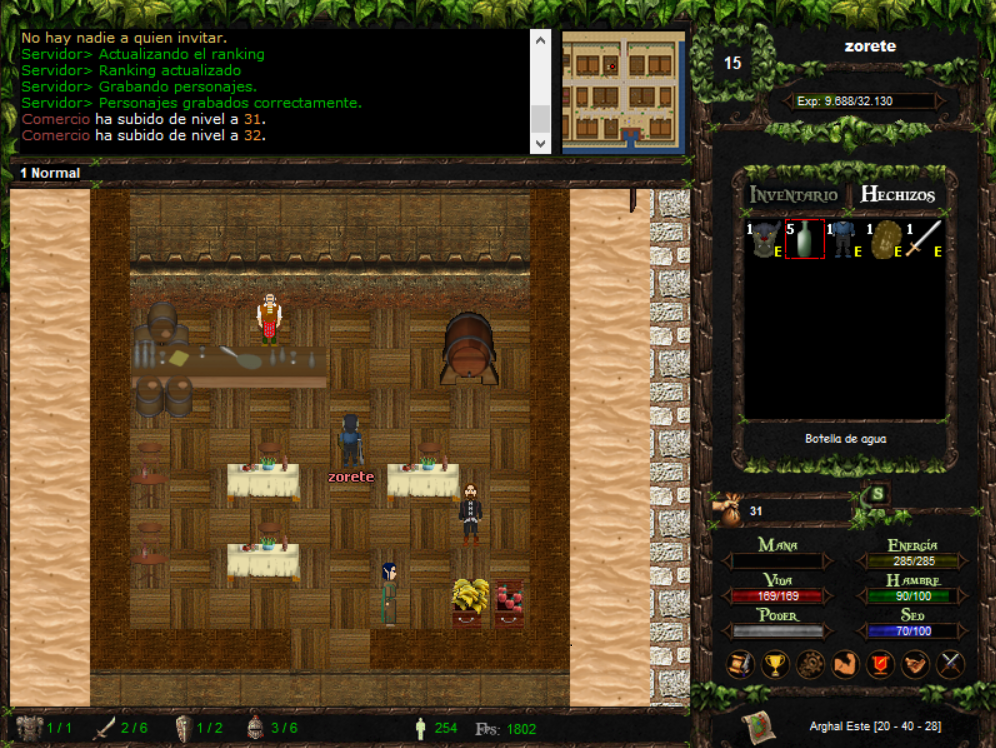 No hay nadie a quien invitar.
Servidor> Actualizando el ranking
Servidor> Ranking actualizado
Servidor> Grabando personajes.
Servidor> Personajes grabados correctamente.
Comercio ha subido de nivel a 31.
Comercio ha subido de nivel a 32.
1 Normal
zorete
15
Exp: 9.688/32.130
INVENTARIO HECHIZOS
1 5 1 1 1
E E E E
Botella de agua
S
31
MANA ENERGÍA
285/285
VIDA HAMBRE
169/169 90/100
PODER SED
70/100
zorete
1 / 1 2 / 6 1 / 2 3 / 6 254 FPS: 1802
Arghal Este [20 - 40 - 28]